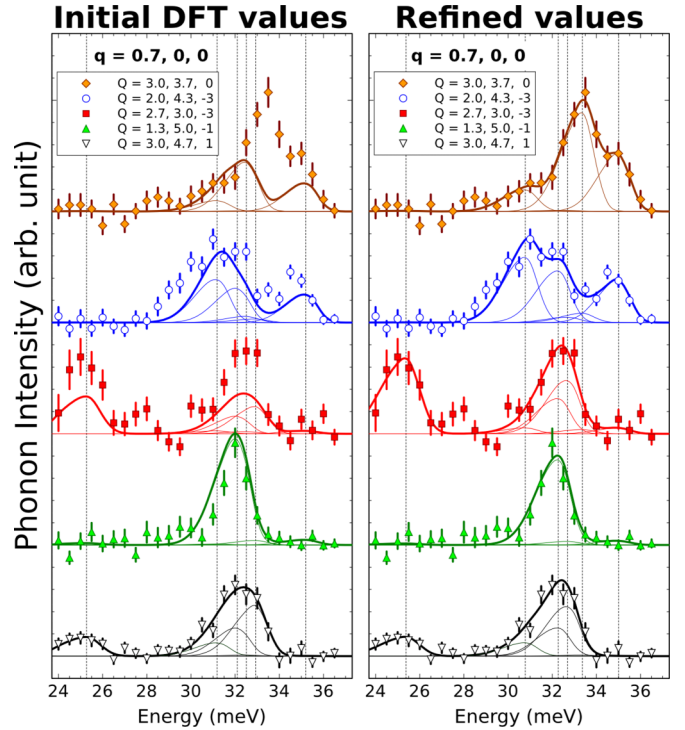 Initial DFT values
Refined values
q = 0.7, 0, 0
Q = 3.0, 3.7, 0
Q = 2.0, 4.3, -3
Q = 2.7, 3.0, -3
Q = 1.3, 5.0, -1
Q = 3.0, 4.7, 1
q = 0.7, 0, 0
Q = 3.0, 3.7, 0
Q = 2.0, 4.3, -3
Q = 2.7, 3.0, -3
Q = 1.3, 5.0, -1
Q = 3.0, 4.7, 1
Phonon Intensity (arb. unit)
24 26 28 30 32 34 36
24 26 28 30 32 34 36
Energy (meV)
Energy (meV)